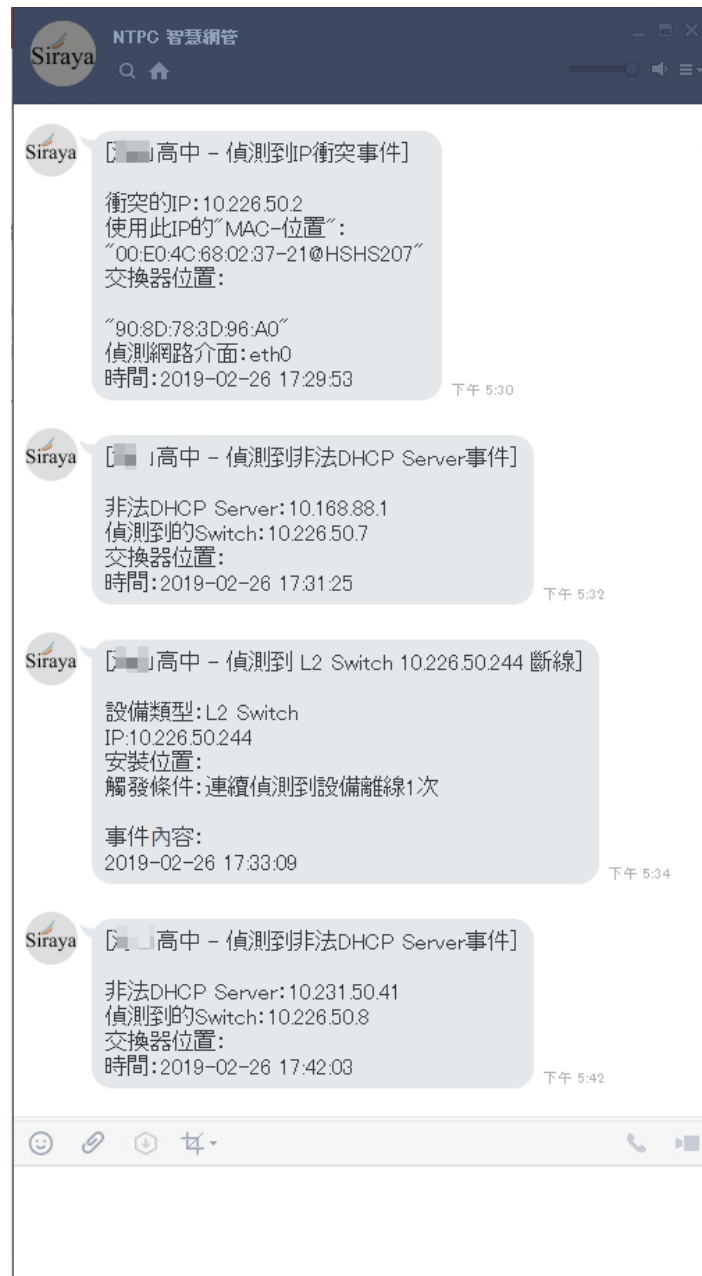 Siraya
NTPC 智慧網管
Siraya
[高中 - 偵測到IP衝突事件]
衝突的IP:10.226.50.2
使用此IP的"MAC-位置":
"00:E0:4C:68:02:37-21@HSHS207"
交換器位置:
"90:8D:78:3D:96:A0"
偵測網路介面:eth0
時間:2019-02-26 17:29:53
下午 5:30
Siraya
[高中 - 偵測到非法DHCP Server事件]
非法DHCP Server:10.168.88.1
偵測到的Switch:10.226.50.7
交換器位置:
時間:2019-02-26 17:31:25
下午 5:32
Siraya
[高中 - 偵測到 L2 Switch 10.226.50.244 斷線]
設備類型:L2 Switch
IP:10.226.50.244
安裝位置:
觸發條件:連續偵測到設備離線1次
事件內容:
2019-02-26 17:33:09
下午 5:34
Siraya
[高中 - 偵測到非法DHCP Server事件]
非法DHCP Server:10.231.50.41
偵測到的Switch:10.226.50.8
交換器位置:
時間:2019-02-26 17:42:03
下午 5:42